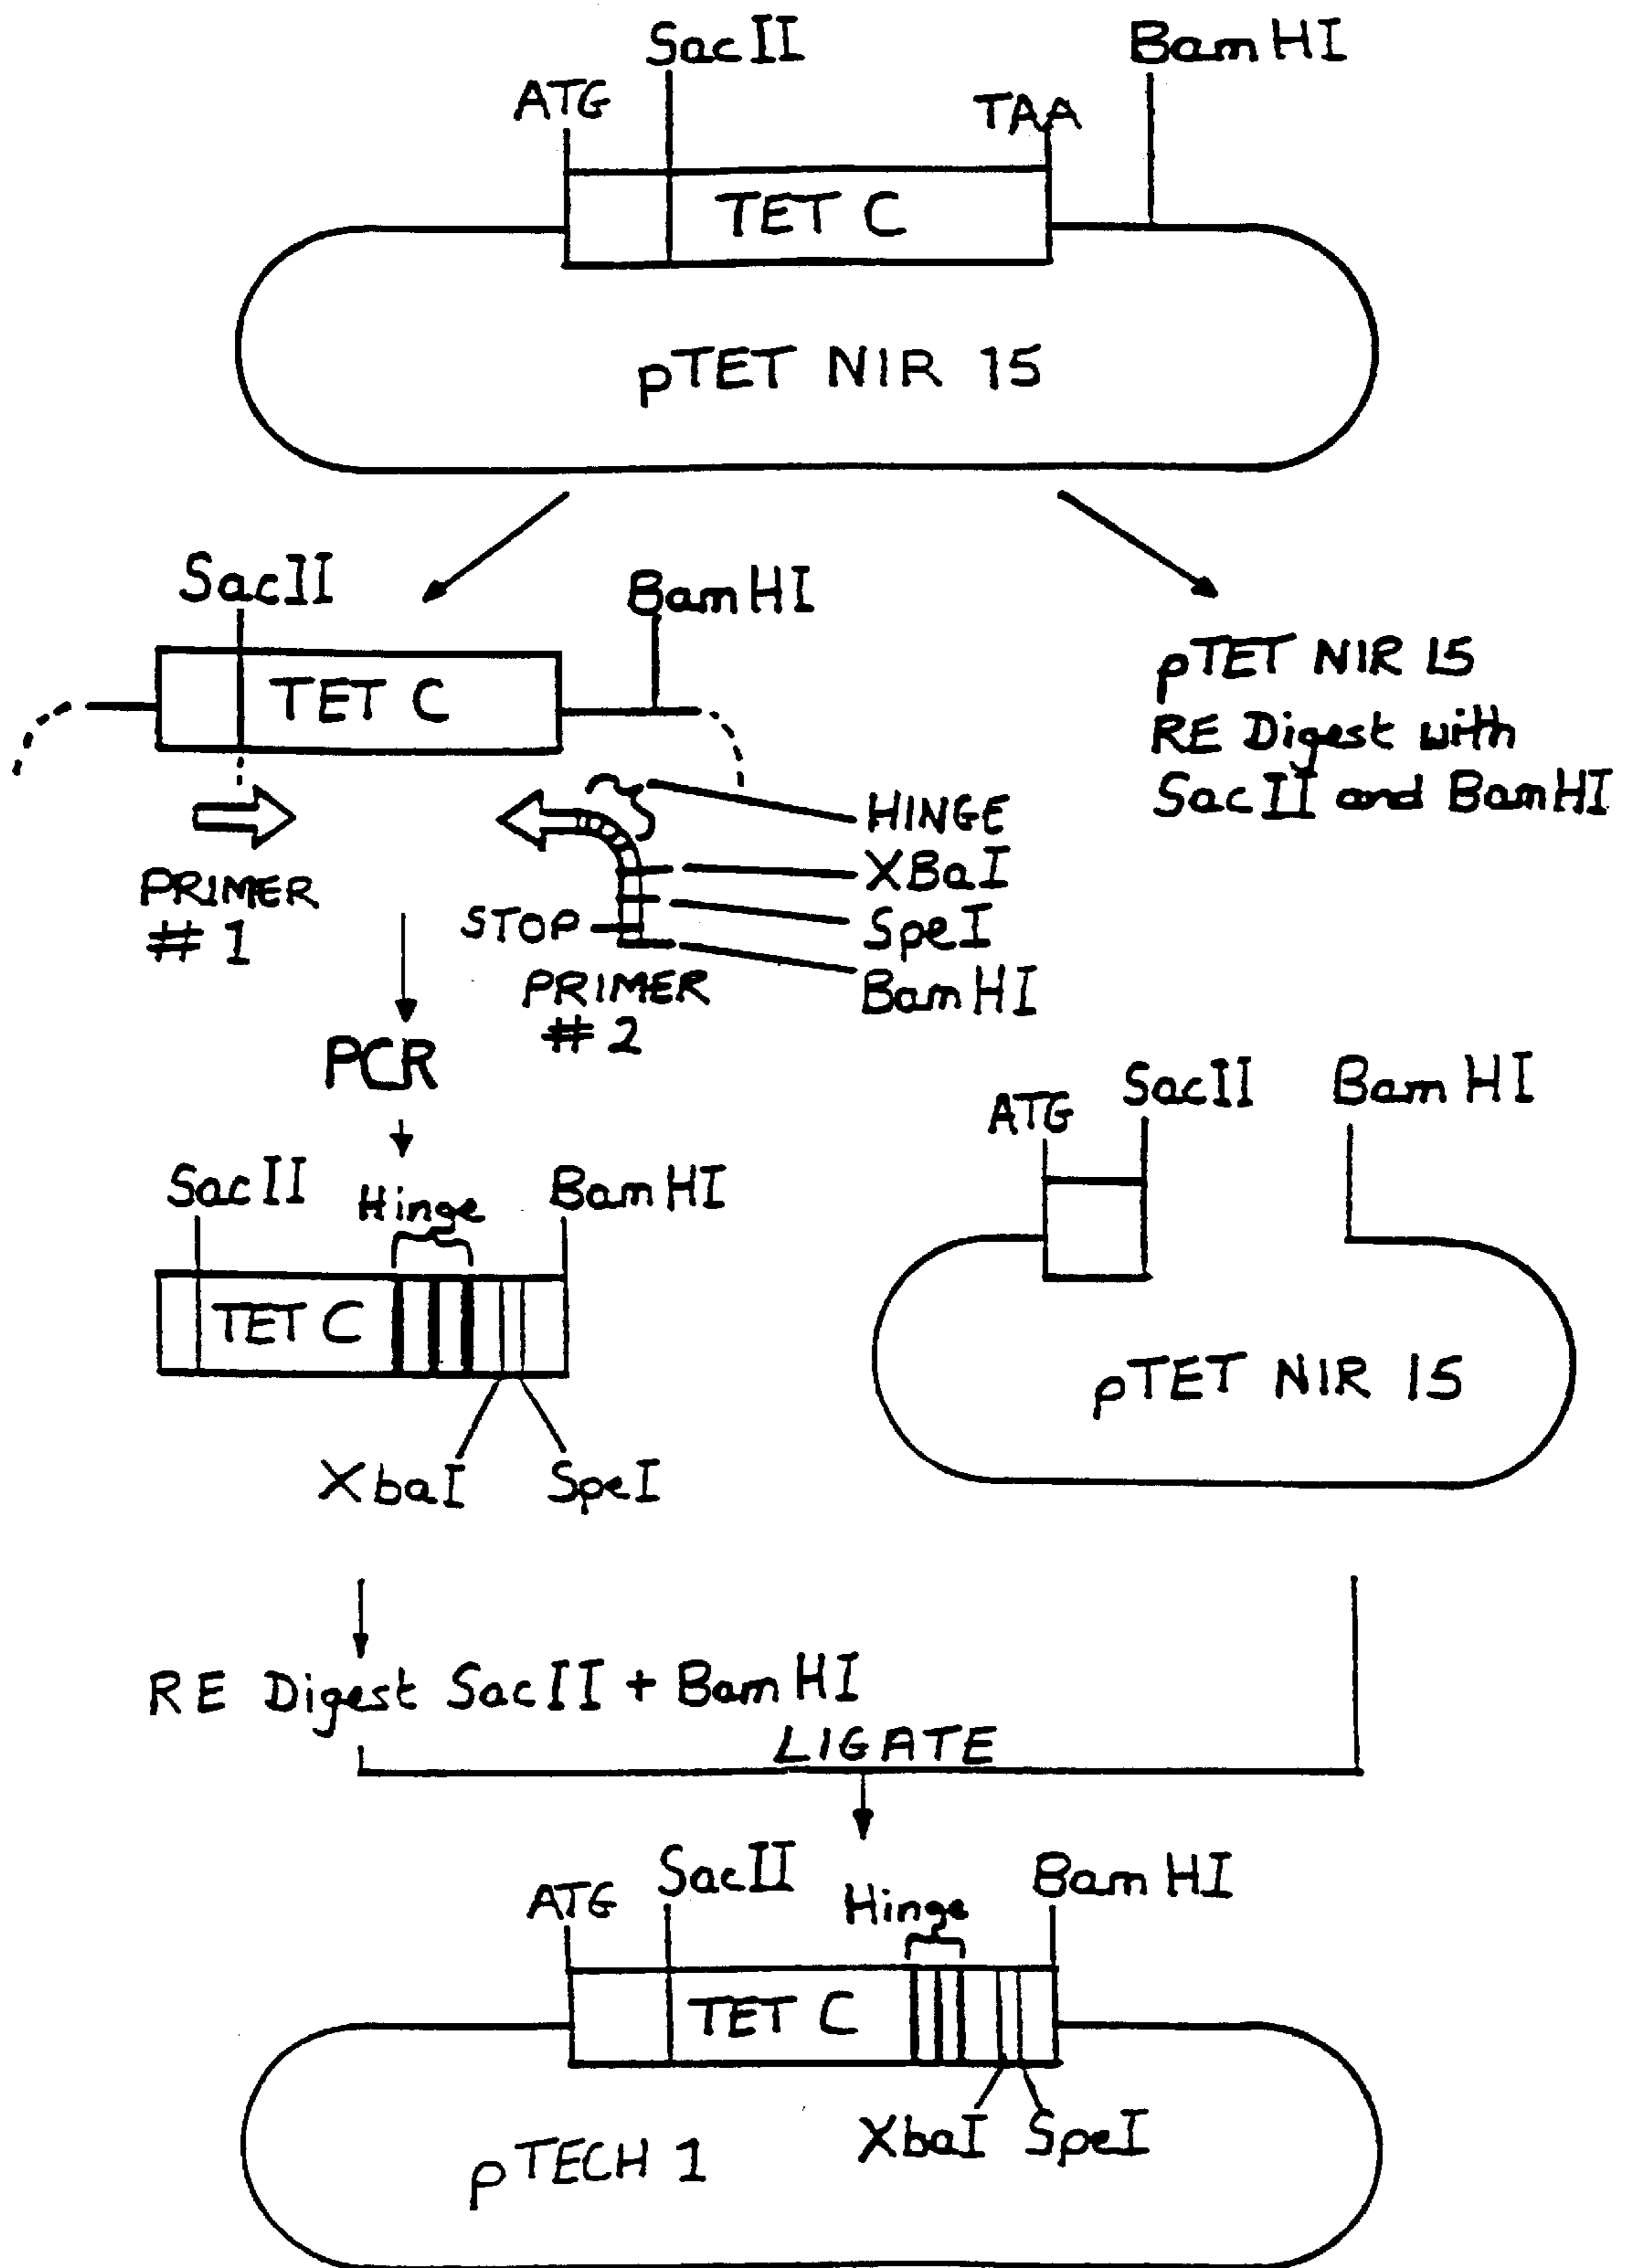 SacII
BamHI
ATG
TAA
TET C
pTET NIR 15
SacII
BamHI
TET C
pTET NIR 15
RE Digest with
SacII and BamHI
HINGE
XBaI
SpeI
BamHI
PRIMER
# 1
STOP
PRIMER
# 2
PCR
SacII
Hinge
BamHI
TET C
XbaI
SpeI
ATG
SacII
BamHI
pTET NIR 15
RE Digest SacII + BamHI
LIGATE
ATG
SacII
Hinge
BamHI
TET C
XbaI
SpeI
pTECH 1